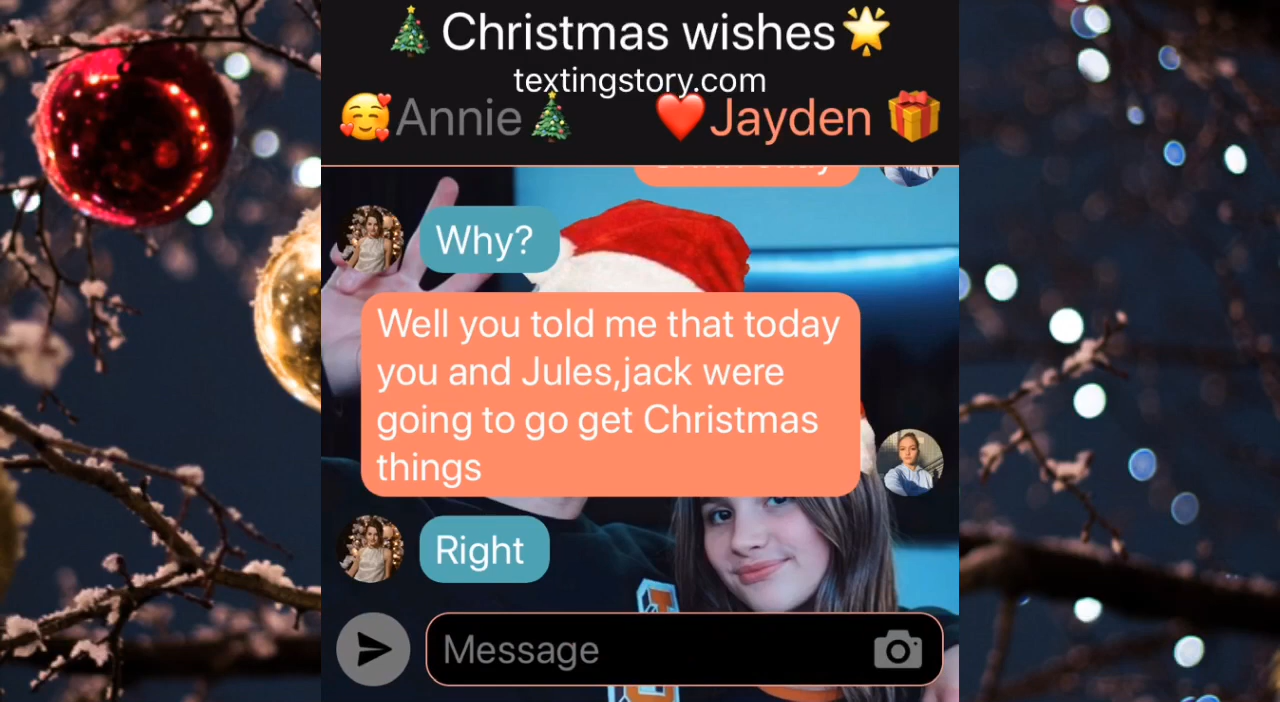 🎄Christmas wishes🌟
textingstory.com
🥰Annie🎄 ❤️Jayden 🎁
Why?
Well you told me that today
you and Jules,jack were
going to go get Christmas
things
Right
Message